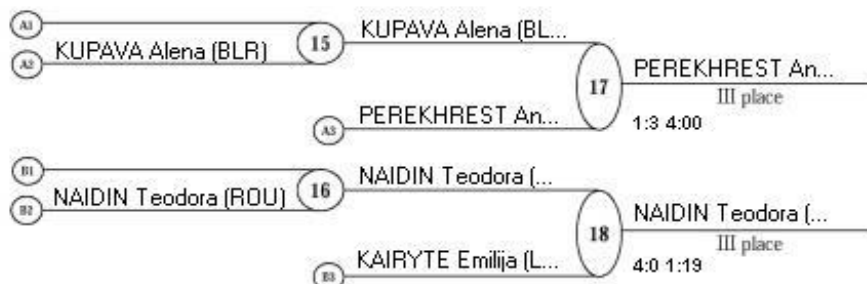 A1
KUPAVA Alena (BLR)
A2
15
KUPAVA Alena (BL...
PEREKHREST An...
A3
17
PEREKHREST An...
III place
1:3 4:00
B1
NAIDIN Teodora (ROU)
B2
16
NAIDIN Teodora (...
KAIRYTE Emilija (L...
B3
18
NAIDIN Teodora (...
III place
4:0 1:19